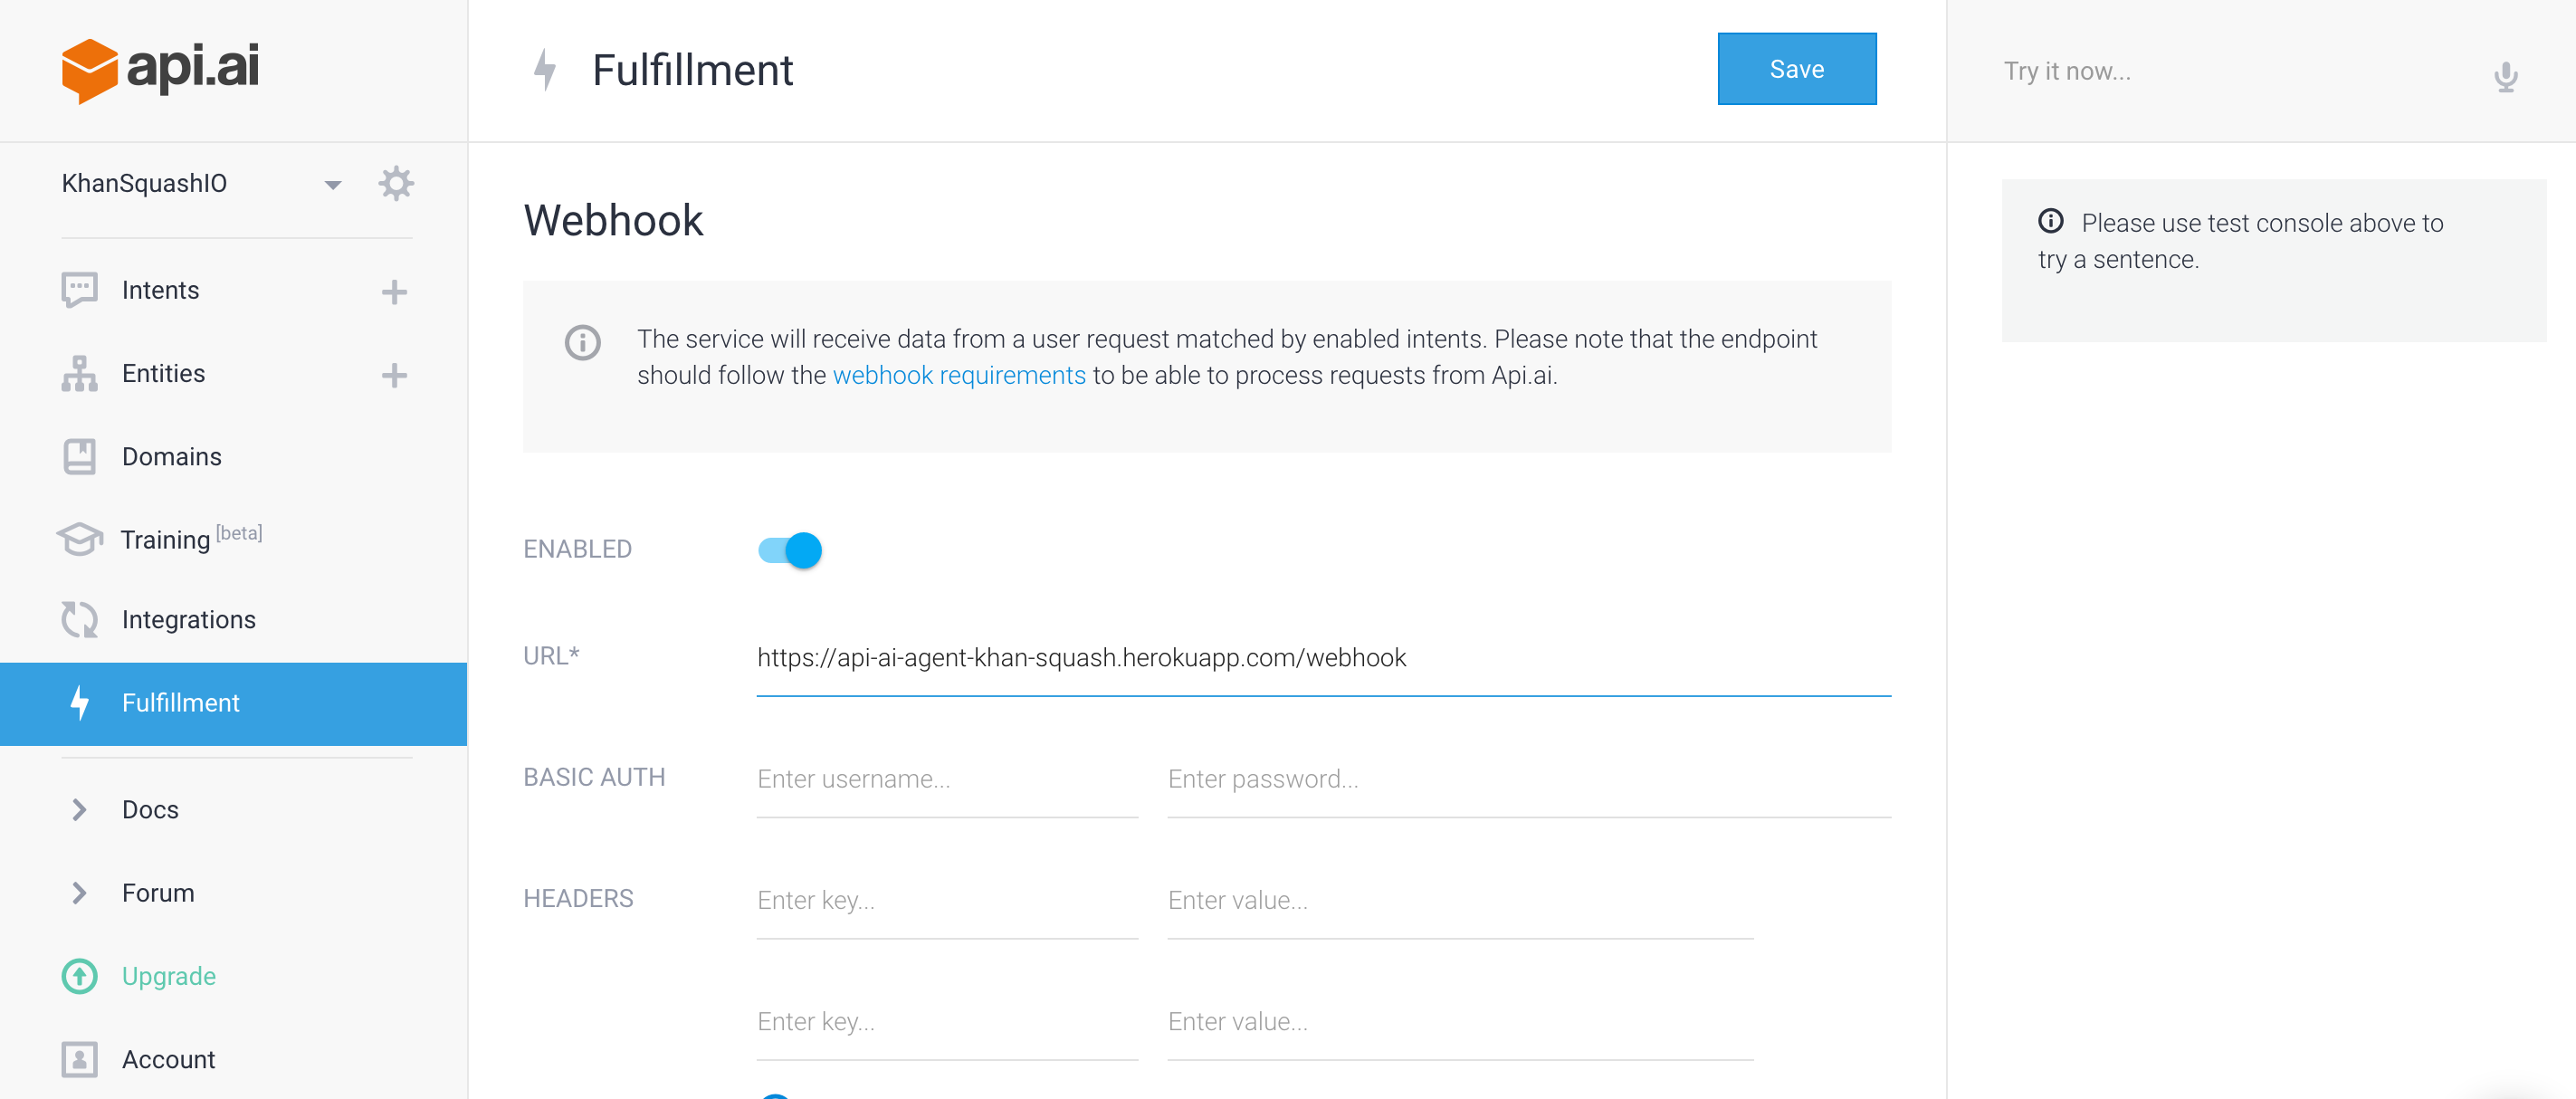 api.ai
KhanSquashIO
Intents
Entities
Domains
Training [beta]
Integrations
Fulfillment
Docs
Forum
Upgrade
Account
Fulfillment
Save
Webhook
The service will receive data from a user request matched by enabled intents. Please note that the endpoint
should follow the webhook requirements to be able to process requests from Api.ai.
ENABLED
URL*
https://api-ai-agent-khan-squash.herokuapp.com/webhook
BASIC AUTH
Enter username...
Enter password...
HEADERS
Enter key...
Enter value...
Enter key...
Enter value...
Try it now...
Please use test console above to
try a sentence.